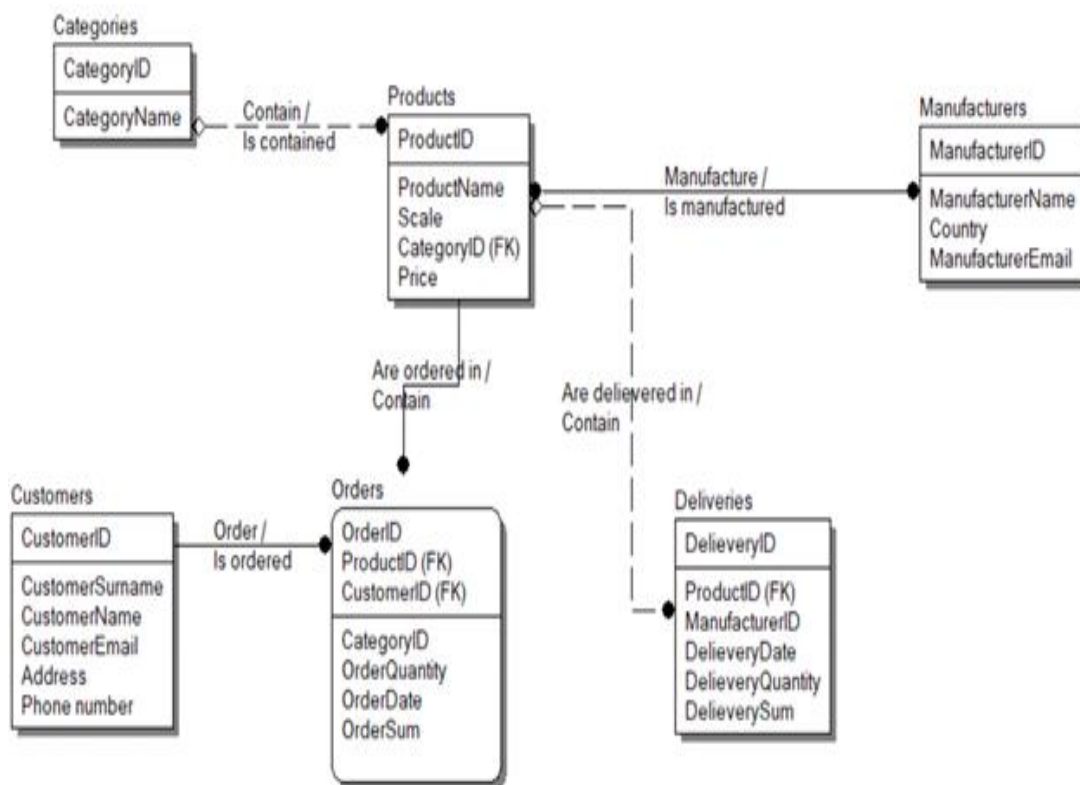 Categories
CategoryID
CategoryName
Contain /
Is contained
Products
ProductID
ProductName
Scale
CategoryID (FK)
Price
Manufacture /
Is manufactured
Manufacturers
ManufacturerID
ManufacturerName
Country
ManufacturerEmail
Are ordered in /
Contain
Are delievered in /
Contain
Customers
CustomerID
CustomerSurname
CustomerName
CustomerEmail
Address
Phone number
Order /
Is ordered
Orders
OrderID
ProductID (FK)
CustomerID (FK)
CategoryID
OrderQuantity
OrderDate
OrderSum
Deliveries
DelieveryID
ProductID (FK)
ManufacturerID
DelieveryDate
DelieveryQuantity
DelieverySum